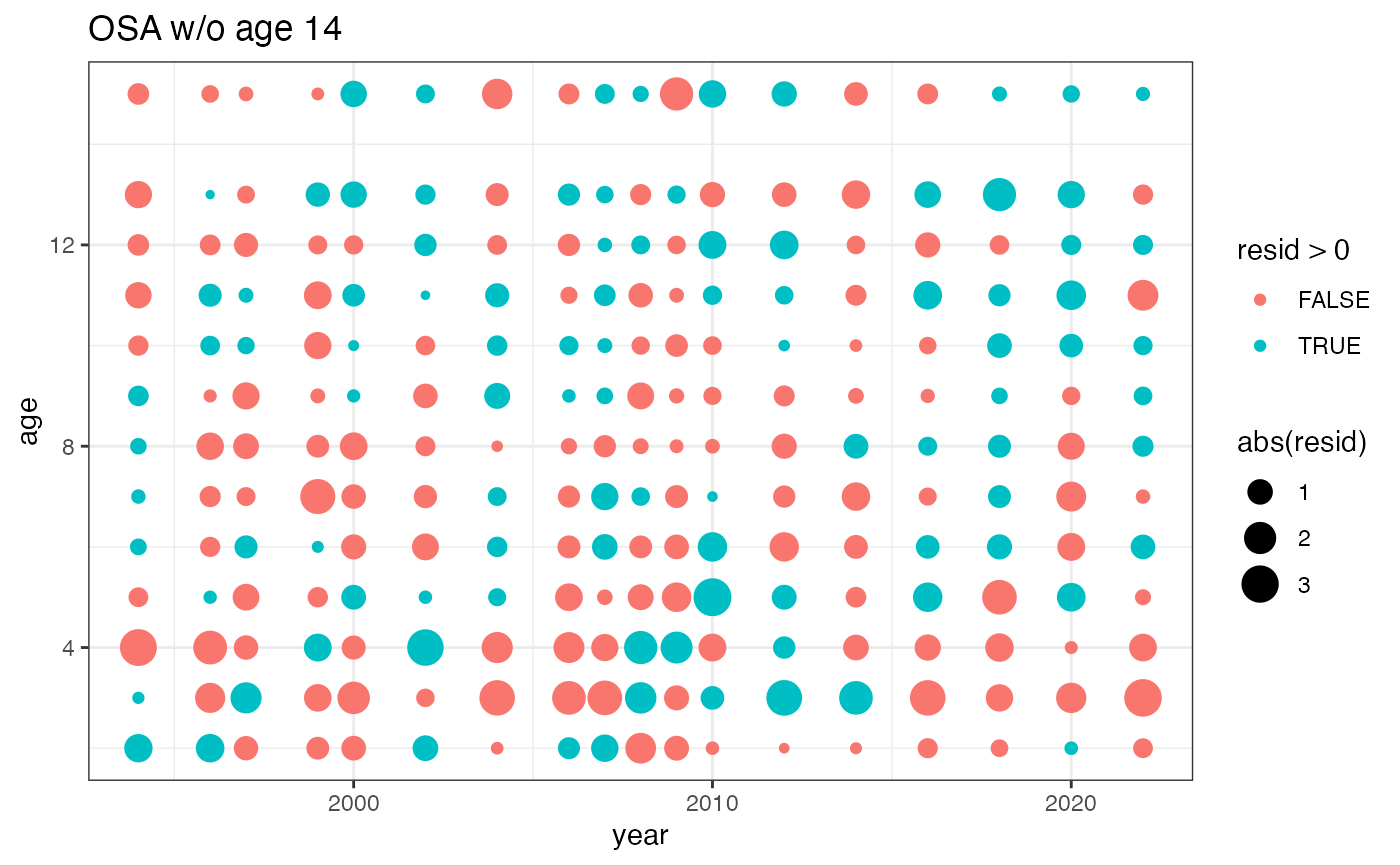 OSA w/o age 14
age
12
8
4
2000
2010
2020
year
resid > 0
FALSE
TRUE
abs(resid)
1
2
3